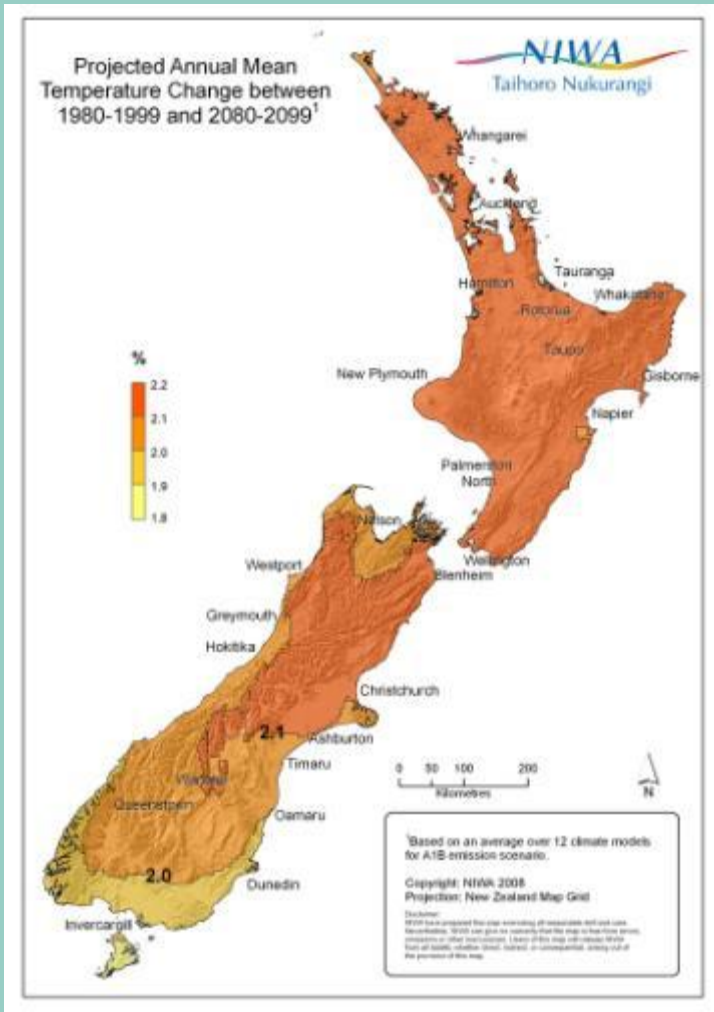 Projected Annual Mean
Temperature Change between
1980-1999 and 2080-2099¹
NIWA
Taihoro Nukurangi
Whangarei
Auckland
Hamilton
Tauranga
Whakatane
Rotorua
Taupo
Gisborne
New Plymouth
Napier
Palmerston
North
Wellington
%
2.2
2.1
2.0
1.9
1.8
Nelson
Blenheim
Westport
Greymouth
Hokitika
Christchurch
2.1
Ashburton
Timaru
Wanaka
Queenstown
Oamaru
2.0
Dunedin
Invercargill
0 50 100 200
Kilometres
N
¹Based on an average over 12 climate models
for A1B emission scenario.
Copyright: NIWA 2008
Projection: New Zealand Map Grid
Disclaimer: